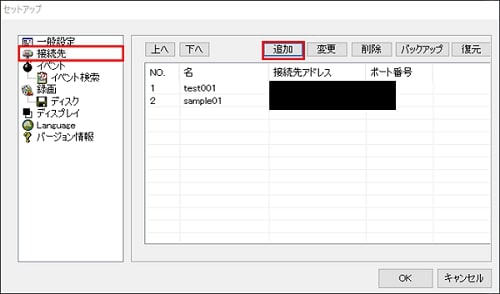 セットアップ
一般設定
接続先
イベント
イベント検索
録画
ディスク
ディスプレイ
Language
バージョン情報
上へ 下へ 追加 変更 削除 バックアップ 復元
NO. 名 接続先アドレス ポート番号
1 test001
2 sample01
OK キャンセル